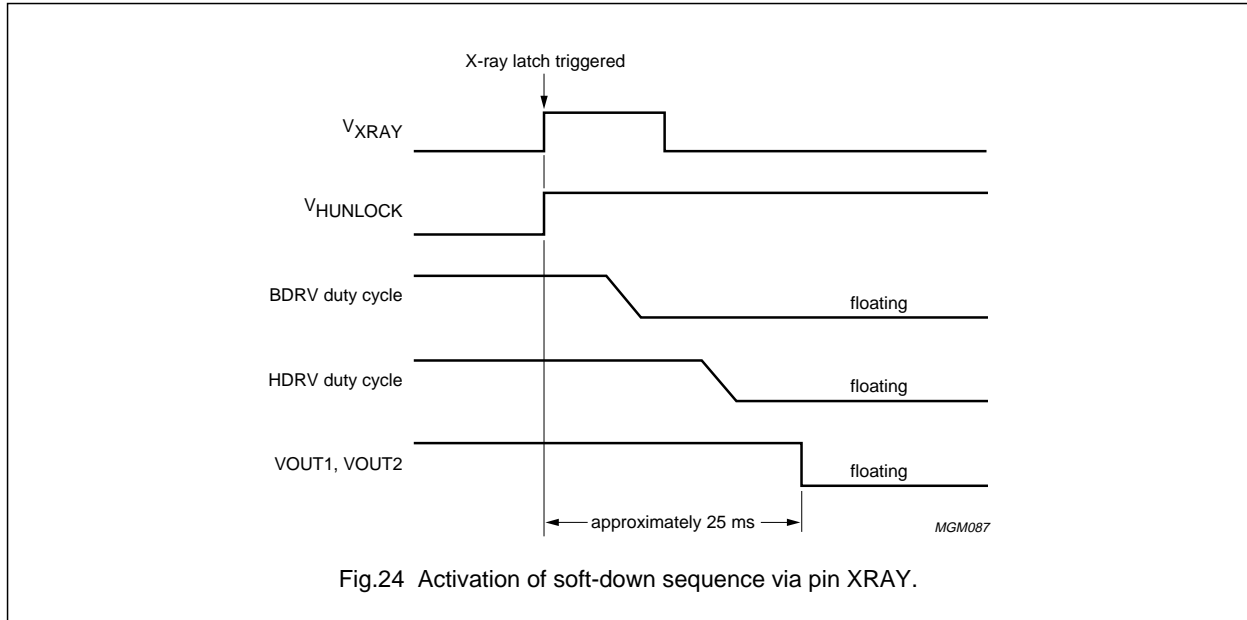 X-ray latch triggered
VXRAY
VHUNLOCK
BDRV duty cycle
floating
HDRV duty cycle
floating
VOUT1, VOUT2
floating
approximately 25 ms
MGM087
Fig.24 Activation of soft-down sequence via pin XRAY.